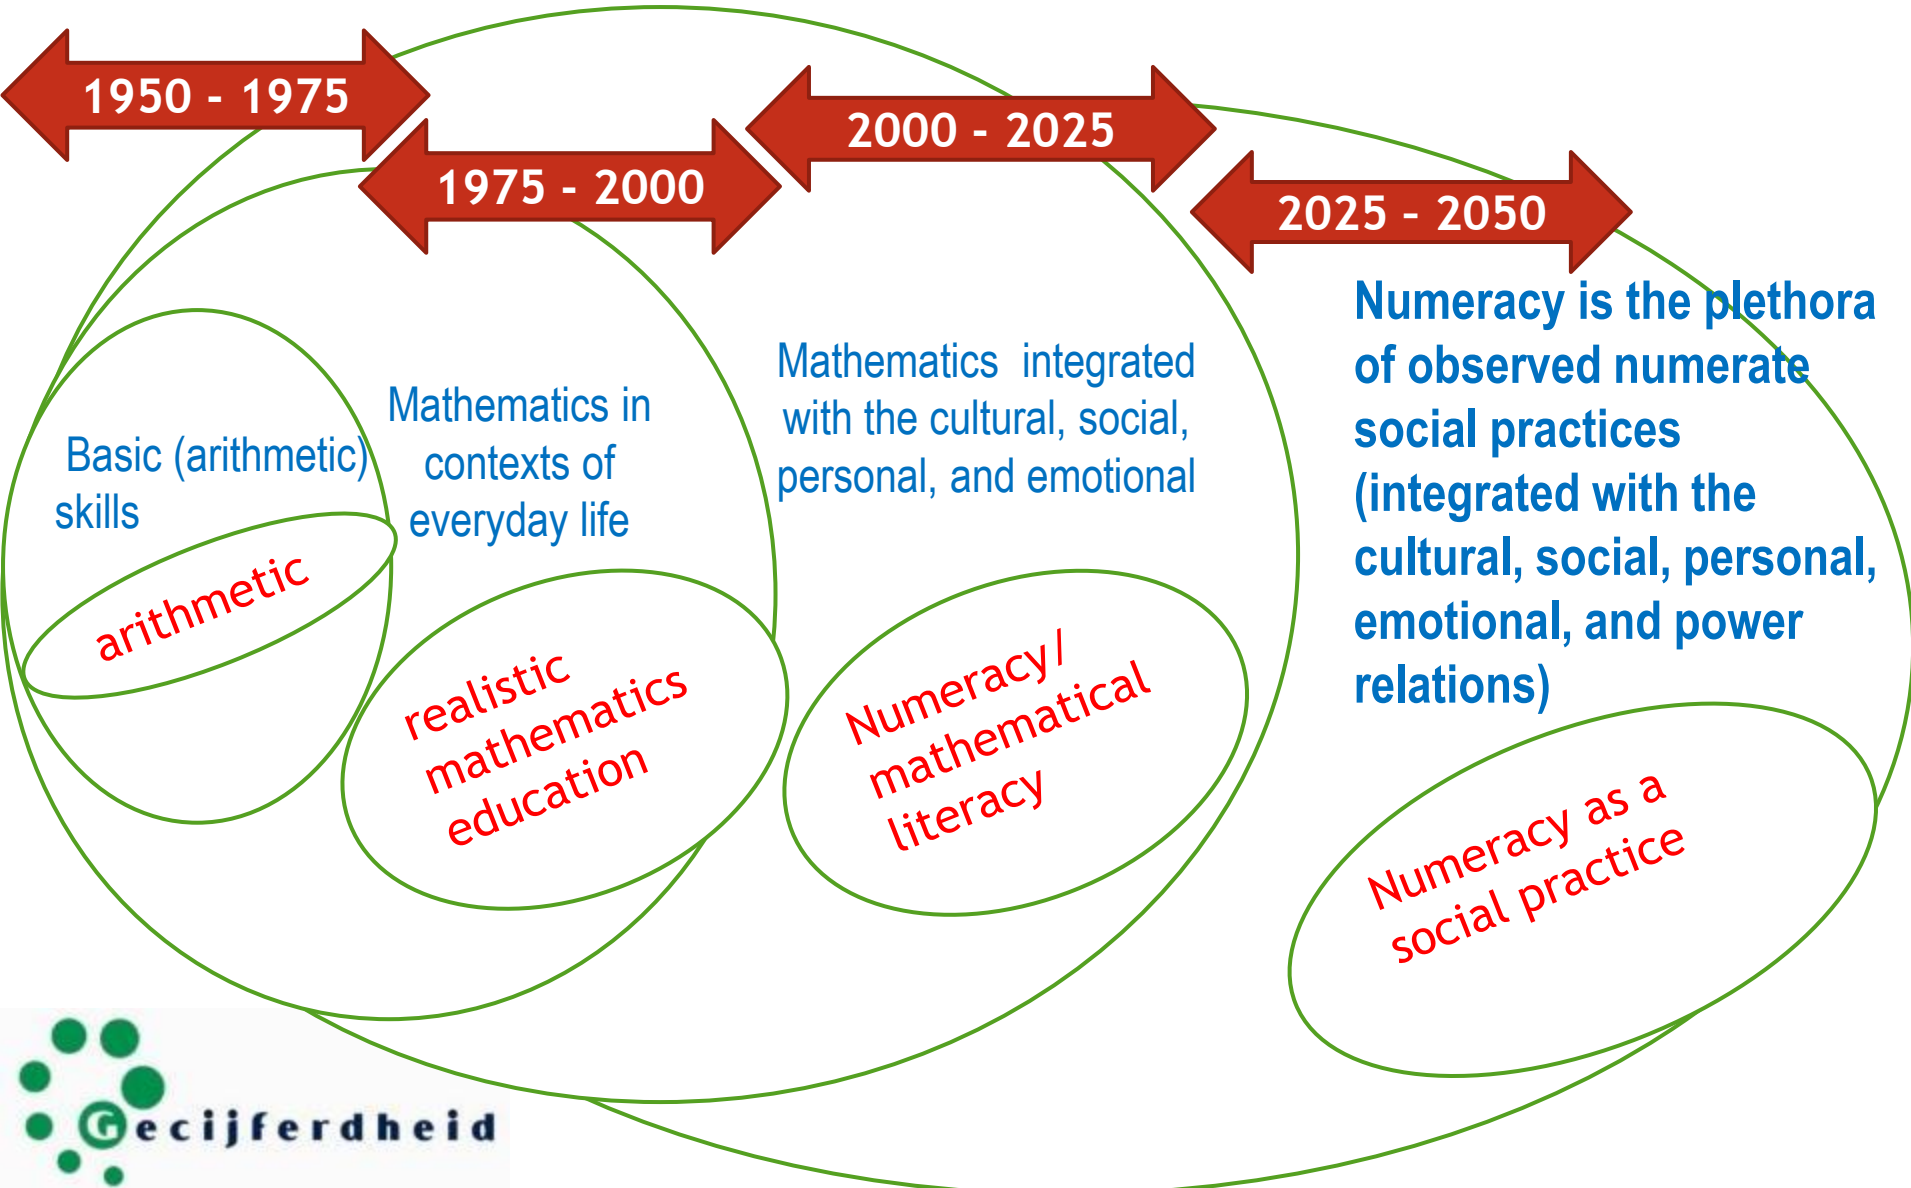 1950 - 1975
1975 - 2000
2000 - 2025
2025 - 2050
Basic (arithmetic)
skills
arithmetic
Mathematics in
contexts of
everyday life
realistic
mathematics
education
Mathematics integrated
with the cultural, social,
personal, and emotional
Numeracy/
mathematical
literacy
Numeracy is the plethora
of observed numerate
social practices
(integrated with the
cultural, social, personal,
emotional, and power
relations)
Numeracy as a
social practice
Gecijferdheid